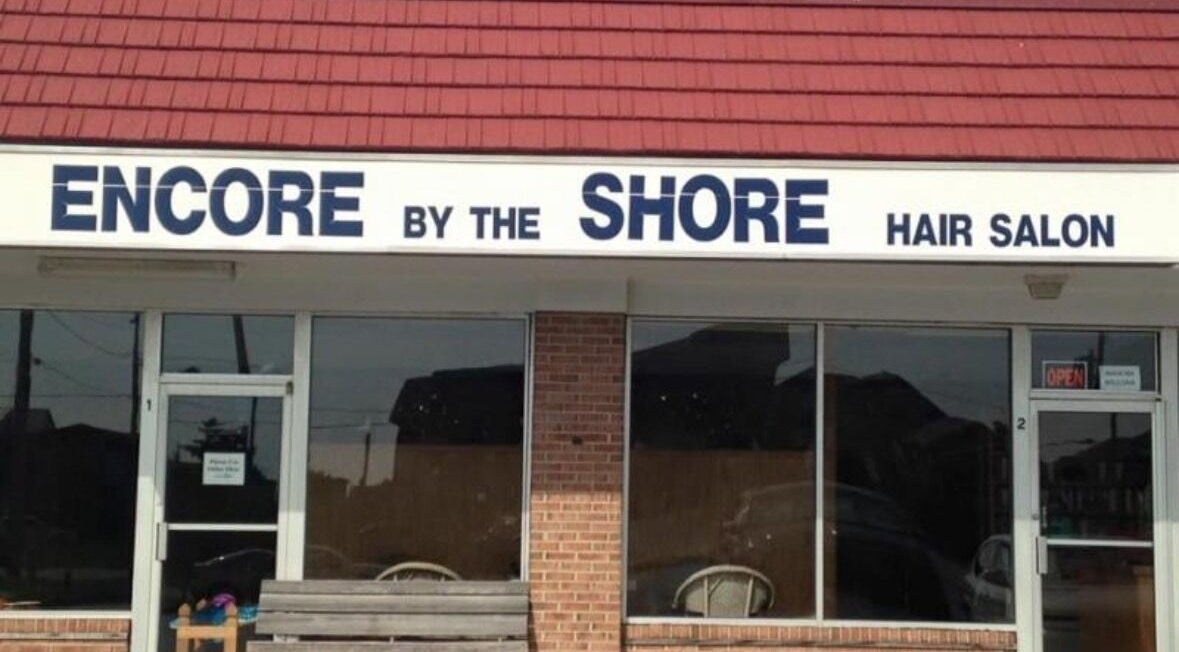 ENCORE BY THE SHORE HAIR SALON
OPEN
1
2